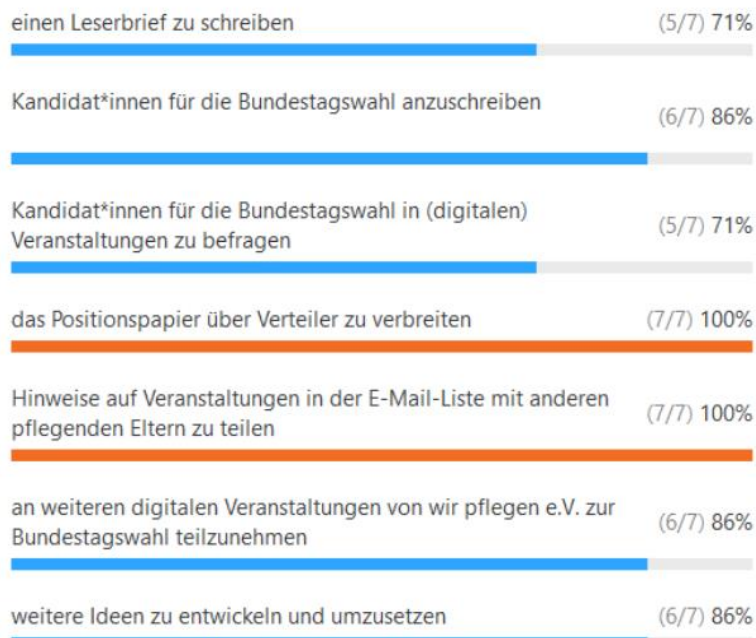 einen Leserbrief zu schreiben (5/7) 71%
Kandidat*innen für die Bundestagswahl anzuschreiben (6/7) 86%
Kandidat*innen für die Bundestagswahl in (digitalen)
Veranstaltungen zu befragen (5/7) 71%
das Positionspapier über Verteiler zu verbreiten (7/7) 100%
Hinweise auf Veranstaltungen in der E-Mail-Liste mit anderen
pflegenden Eltern zu teilen (7/7) 100%
an weiteren digitalen Veranstaltungen von wir pflegen e.V. zur
Bundestagswahl teilzunehmen (6/7) 86%
weitere Ideen zu entwickeln und umzusetzen (6/7) 86%